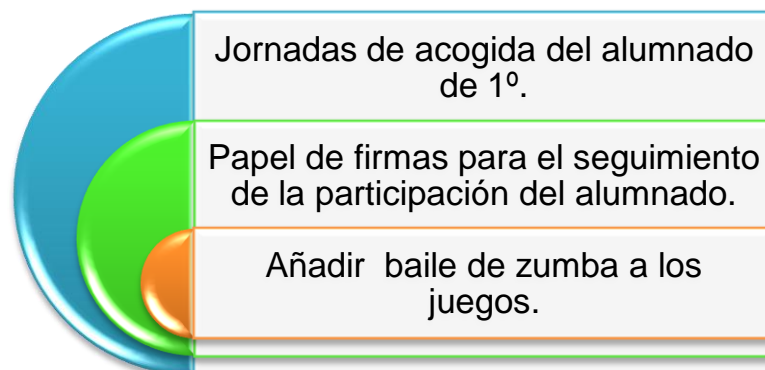 Jornadas de acogida del alumnado
de 1º.
Papel de firmas para el seguimiento
de la participación del alumnado.
Añadir baile de zumba a los
juegos.